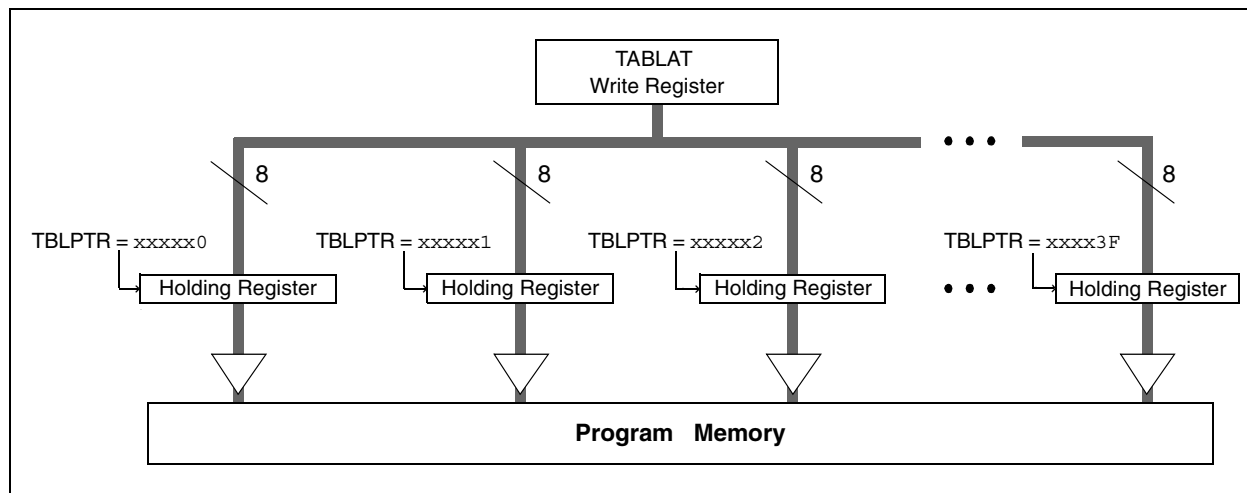 TABLAT
Write Register
8
8
8
8
TBLPTR = xxxxx0
TBLPTR = xxxxx1
TBLPTR = xxxxx2
TBLPTR = xxxx3F
Holding Register
Holding Register
Holding Register
Holding Register
Program Memory